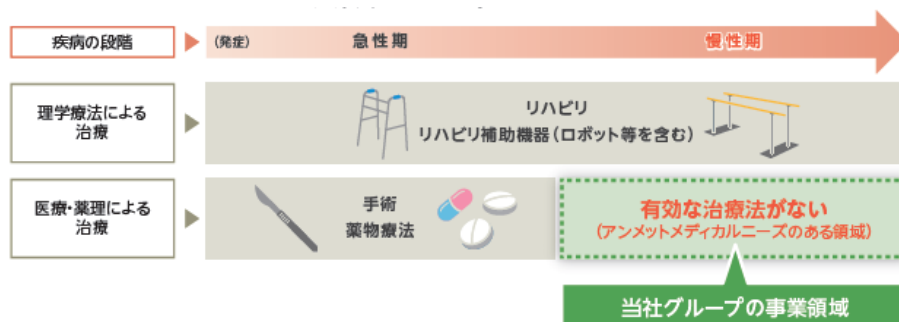 疾病の段階
(発症)
急性期
慢性期
理学療法による
治療
リハビリ
リハビリ補助機器(ロボット等を含む)
医療・薬理による
治療
手術
薬物療法
有効な治療法がない
(アンメットメディカルニーズのある領域)
当社グループの事業領域